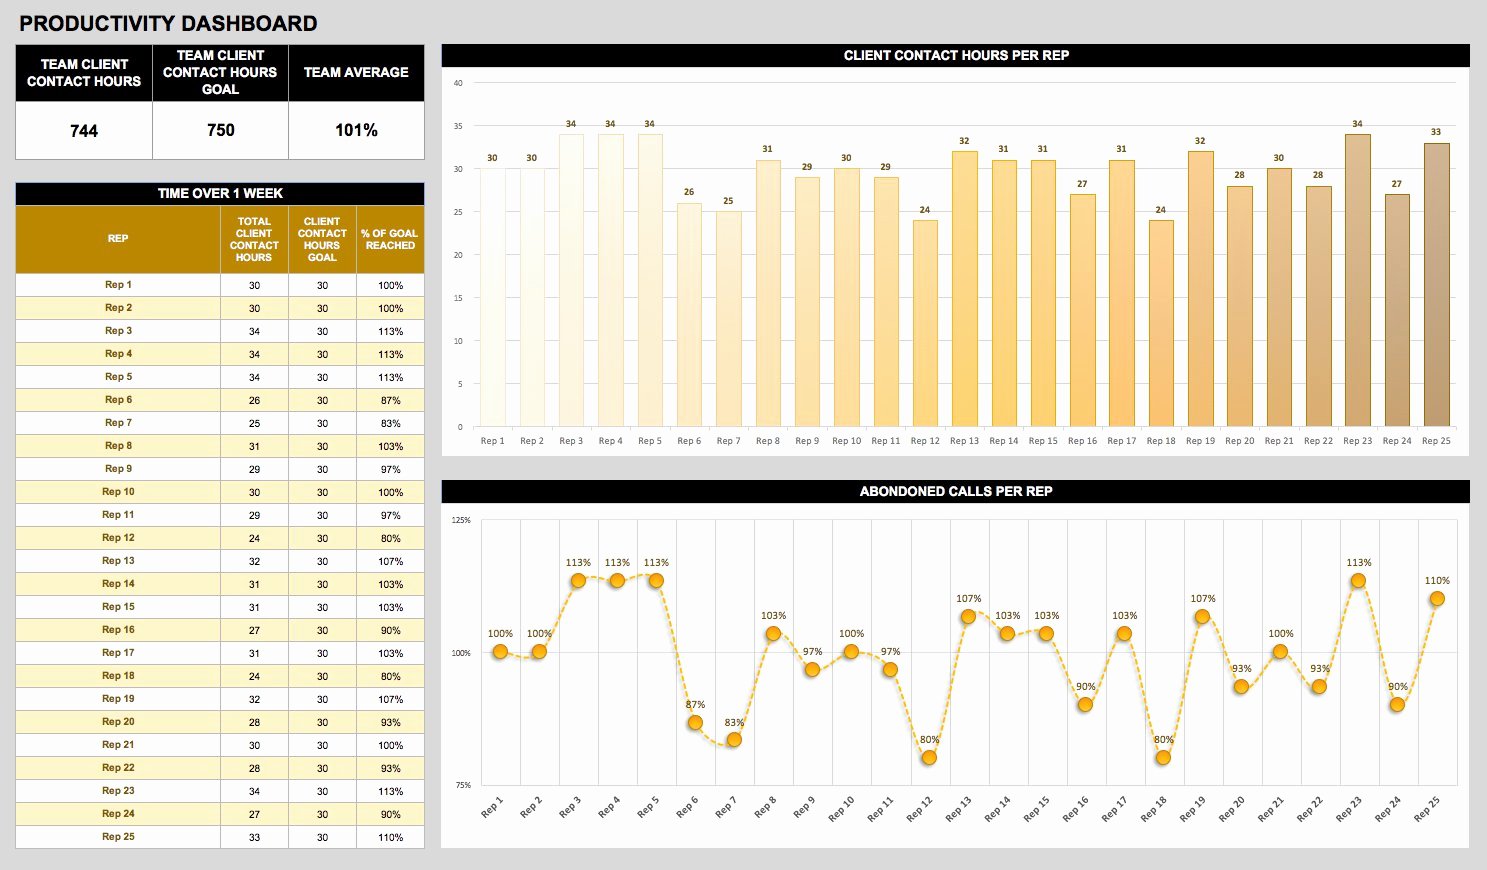 PRODUCTIVITY DASHBOARD
TEAM CLIENT
CONTACT HOURS
TEAM CLIENT
CONTACT HOURS
GOAL
TEAM AVERAGE
744 750 101%
TIME OVER 1 WEEK
REP
TOTAL
CLIENT
CONTACT
HOURS
CLIENT
CONTACT
HOURS
GOAL
% OF GOAL
REACHED
Rep 1 30 30 100%
Rep 2 30 30 100%
Rep 3 34 30 113%
Rep 4 34 30 113%
Rep 5 34 30 113%
Rep 6 26 30 87%
Rep 7 25 30 83%
Rep 8 31 30 103%
Rep 9 29 30 97%
Rep 10 30 30 100%
Rep 11 29 30 97%
Rep 12 24 30 80%
Rep 13 32 30 107%
Rep 14 31 30 103%
Rep 15 31 30 103%
Rep 16 27 30 90%
Rep 17 31 30 103%
Rep 18 24 30 80%
Rep 19 32 30 107%
Rep 20 28 30 93%
Rep 21 30 30 100%
Rep 22 28 30 93%
Rep 23 34 30 113%
Rep 24 27 30 90%
Rep 25 33 30 110%
CLIENT CONTACT HOURS PER REP
40
35
30
25
20
15
10
5
0
30 30 34 34 34 26 25 31 29 30 29 24 32 31 31 27 31 24 32 28 30 28 34 27 33
Rep 1 Rep 2 Rep 3 Rep 4 Rep 5 Rep 6 Rep 7 Rep 8 Rep 9 Rep 10 Rep 11 Rep 12 Rep 13 Rep 14 Rep 15 Rep 16 Rep 17 Rep 18 Rep 19 Rep 20 Rep 21 Rep 22 Rep 23 Rep 24 Rep 25
ABONDONED CALLS PER REP
125%
100%
75%
100% 100% 113% 113% 113% 87% 83% 103% 97% 100% 97% 80% 107% 103% 103% 90% 103% 80% 107% 93% 100% 93% 113% 90% 110%
Rep 1 Rep 2 Rep 3 Rep 4 Rep 5 Rep 6 Rep 7 Rep 8 Rep 9 Rep 10 Rep 11 Rep 12 Rep 13 Rep 14 Rep 15 Rep 16 Rep 17 Rep 18 Rep 19 Rep 20 Rep 21 Rep 22 Rep 23 Rep 24 Rep 25